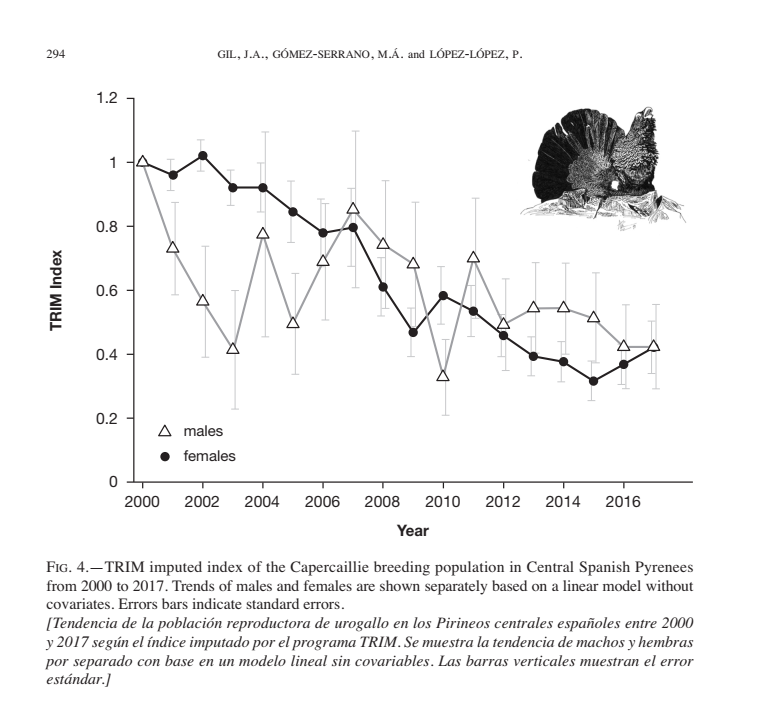 294
GIL, J.A., GÓMEZ-SERRANO, M.Á. and LÓPEZ-LÓPEZ, P.
1.2
1
0.8
0.6
0.4
0.2
0
TRIM Index
males
females
2000 2002 2004 2006 2008 2010 2012 2014 2016
Year
FIG. 4.—TRIM imputed index of the Capercaillie breeding population in Central Spanish Pyrenees
from 2000 to 2017. Trends of males and females are shown separately based on a linear model without
covariates. Errors bars indicate standard errors.
[Tendencia de la población reproductora de urogallo en los Pirineos centrales españoles entre 2000
y 2017 según el índice imputado por el programa TRIM. Se muestra la tendencia de machos y hembras
por separado con base en un modelo lineal sin covariables. Las barras verticales muestran el error
estándar.]